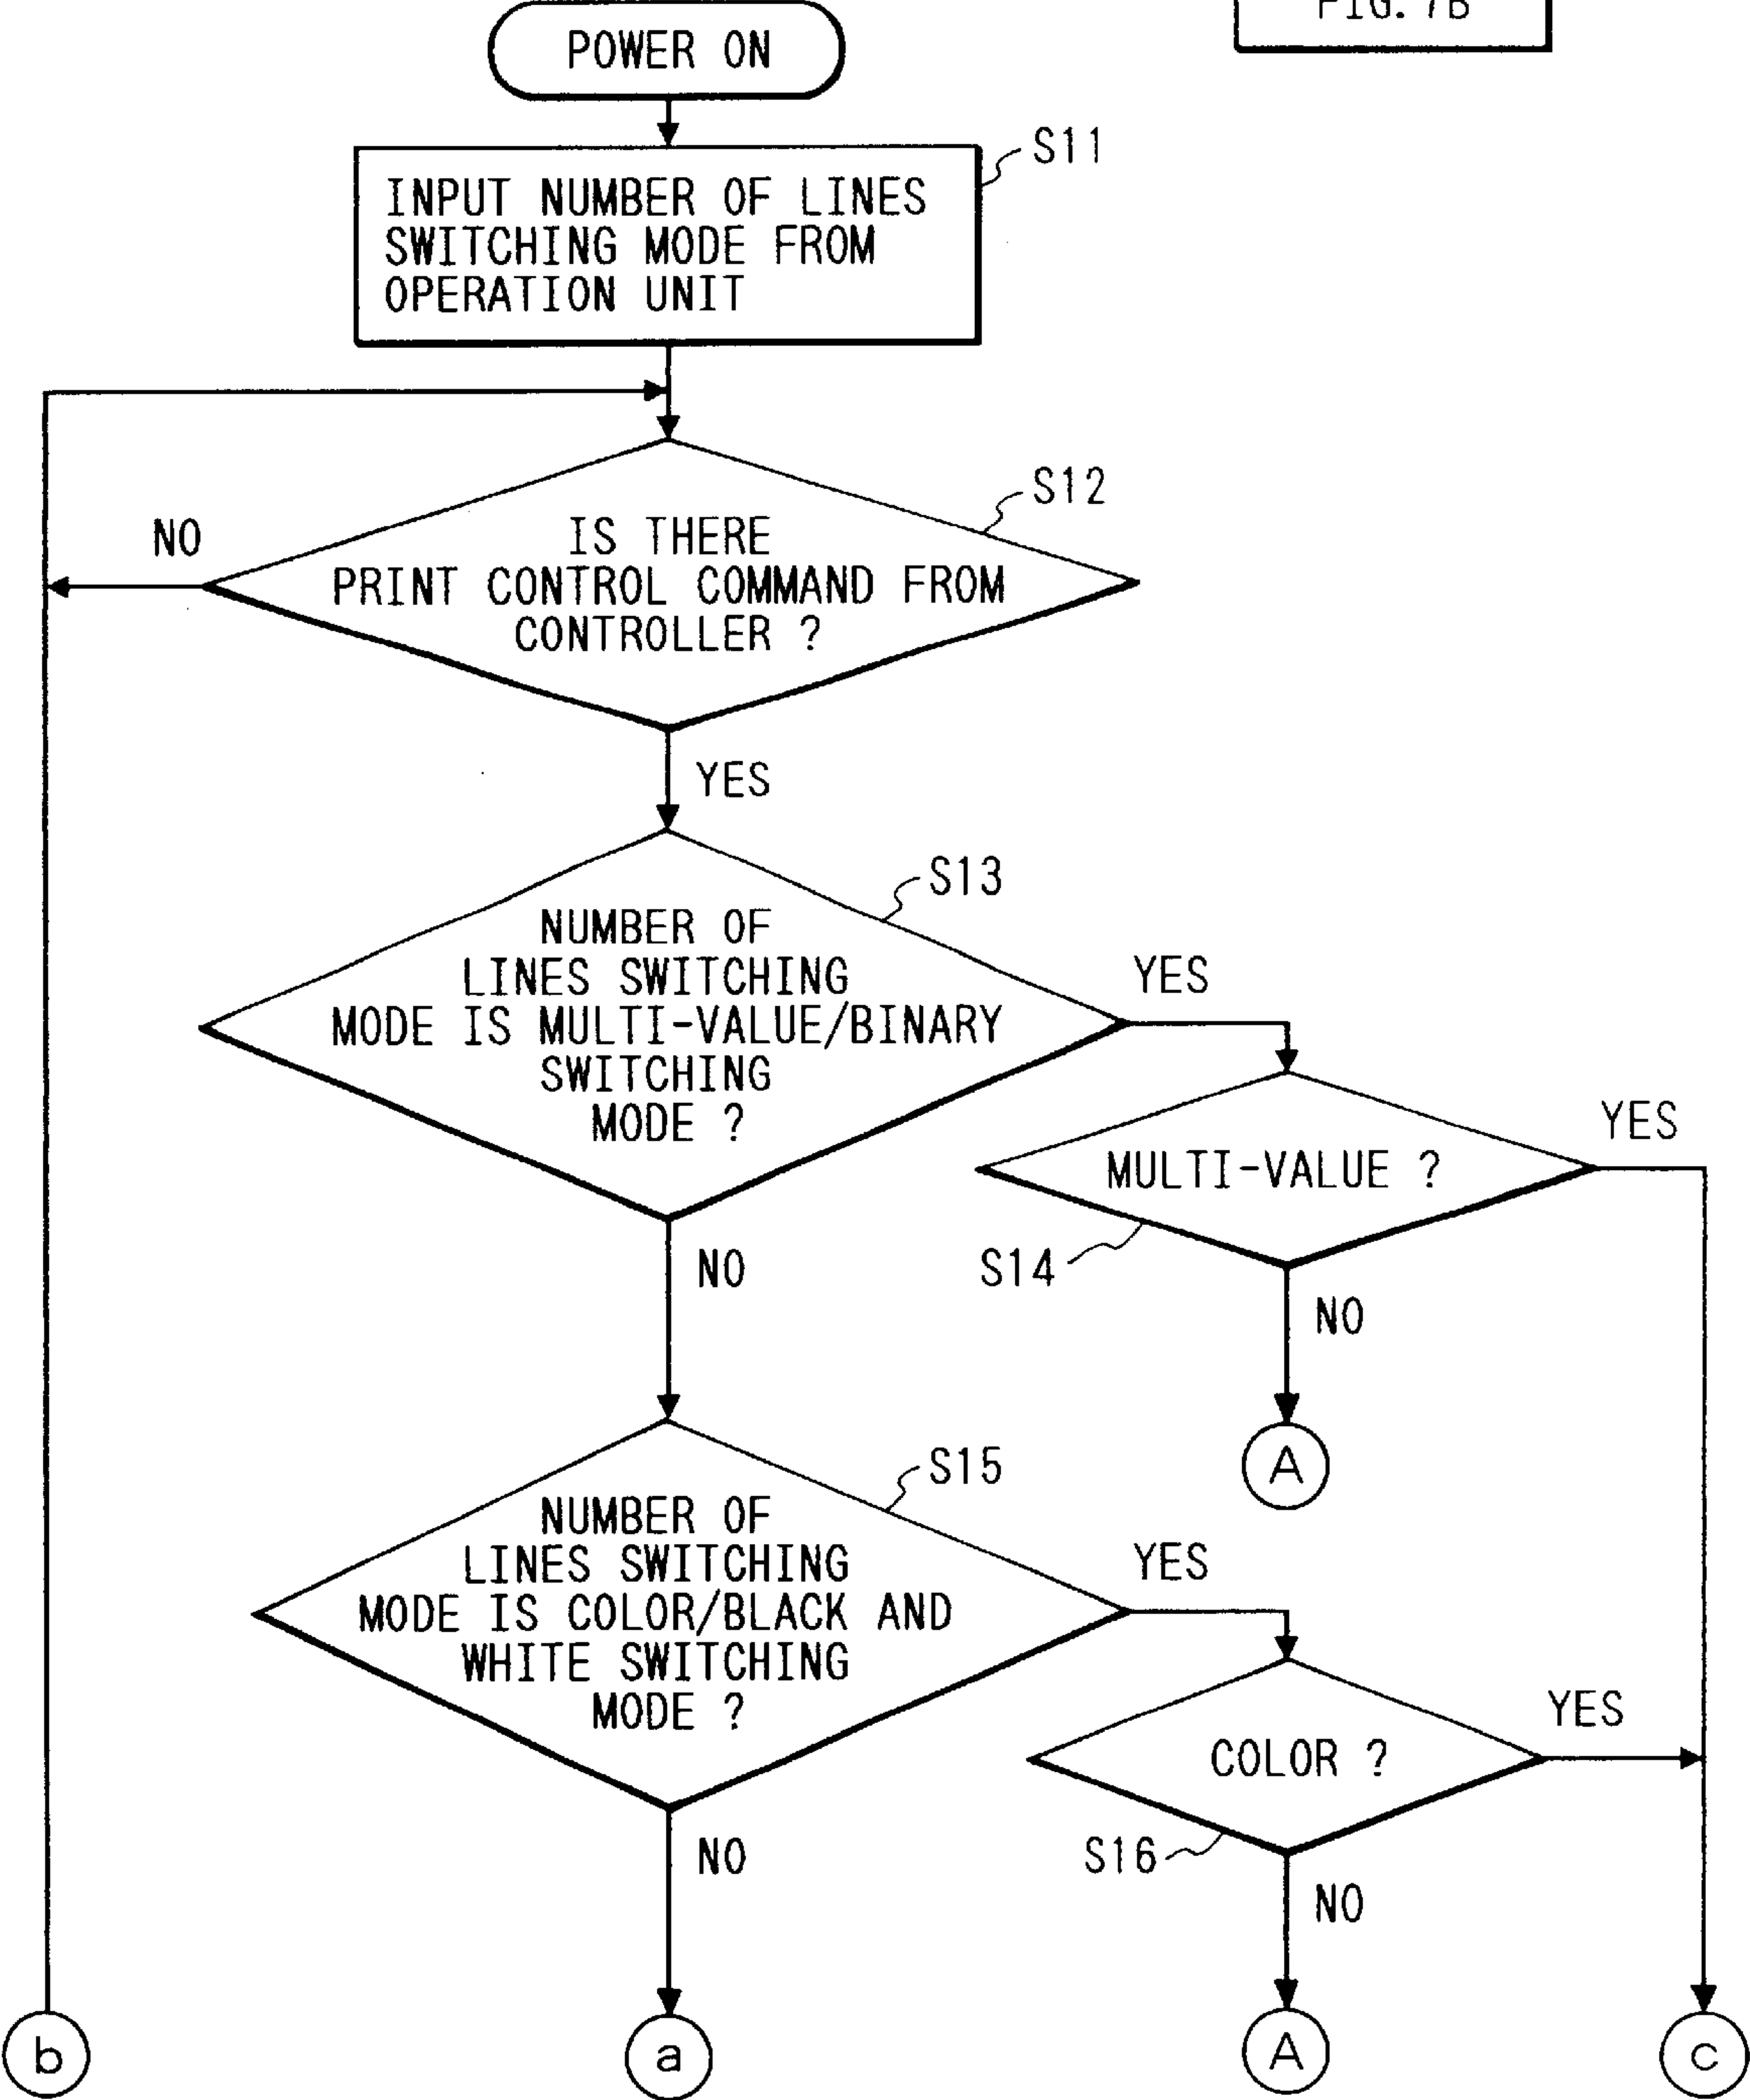 FIG. 7B
POWER ON
S11
INPUT NUMBER OF LINES
SWITCHING MODE FROM
OPERATION UNIT
S12
NO
IS THERE
PRINT CONTROL COMMAND FROM
CONTROLLER ?
YES
S13
NUMBER OF
LINES SWITCHING
MODE IS MULTI-VALUE/BINARY
SWITCHING
MODE ?
YES
YES
MULTI-VALUE ?
S14
NO
NO
A
S15
NUMBER OF
LINES SWITCHING
MODE IS COLOR/BLACK AND
WHITE SWITCHING
MODE ?
YES
YES
COLOR ?
S16
NO
NO
b
a
A
c